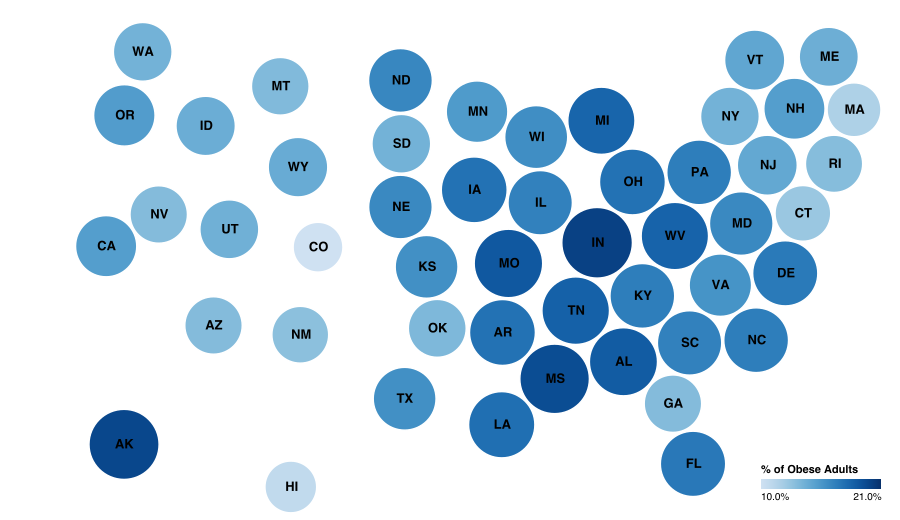 WA
ME
VT
ND
MT
MN
NH
MA
OR
MI
NY
ID
WI
SD
RI
NJ
WY
PA
OH
IA
IL
NE
NV
CT
MD
UT
WV
IN
CA
CO
MO
KS
DE
VA
KY
TN
AZ
OK
AR
NM
NC
SC
AL
MS
TX
GA
LA
AK
FL
% of Obese Adults
HI
10.0% 21.0%